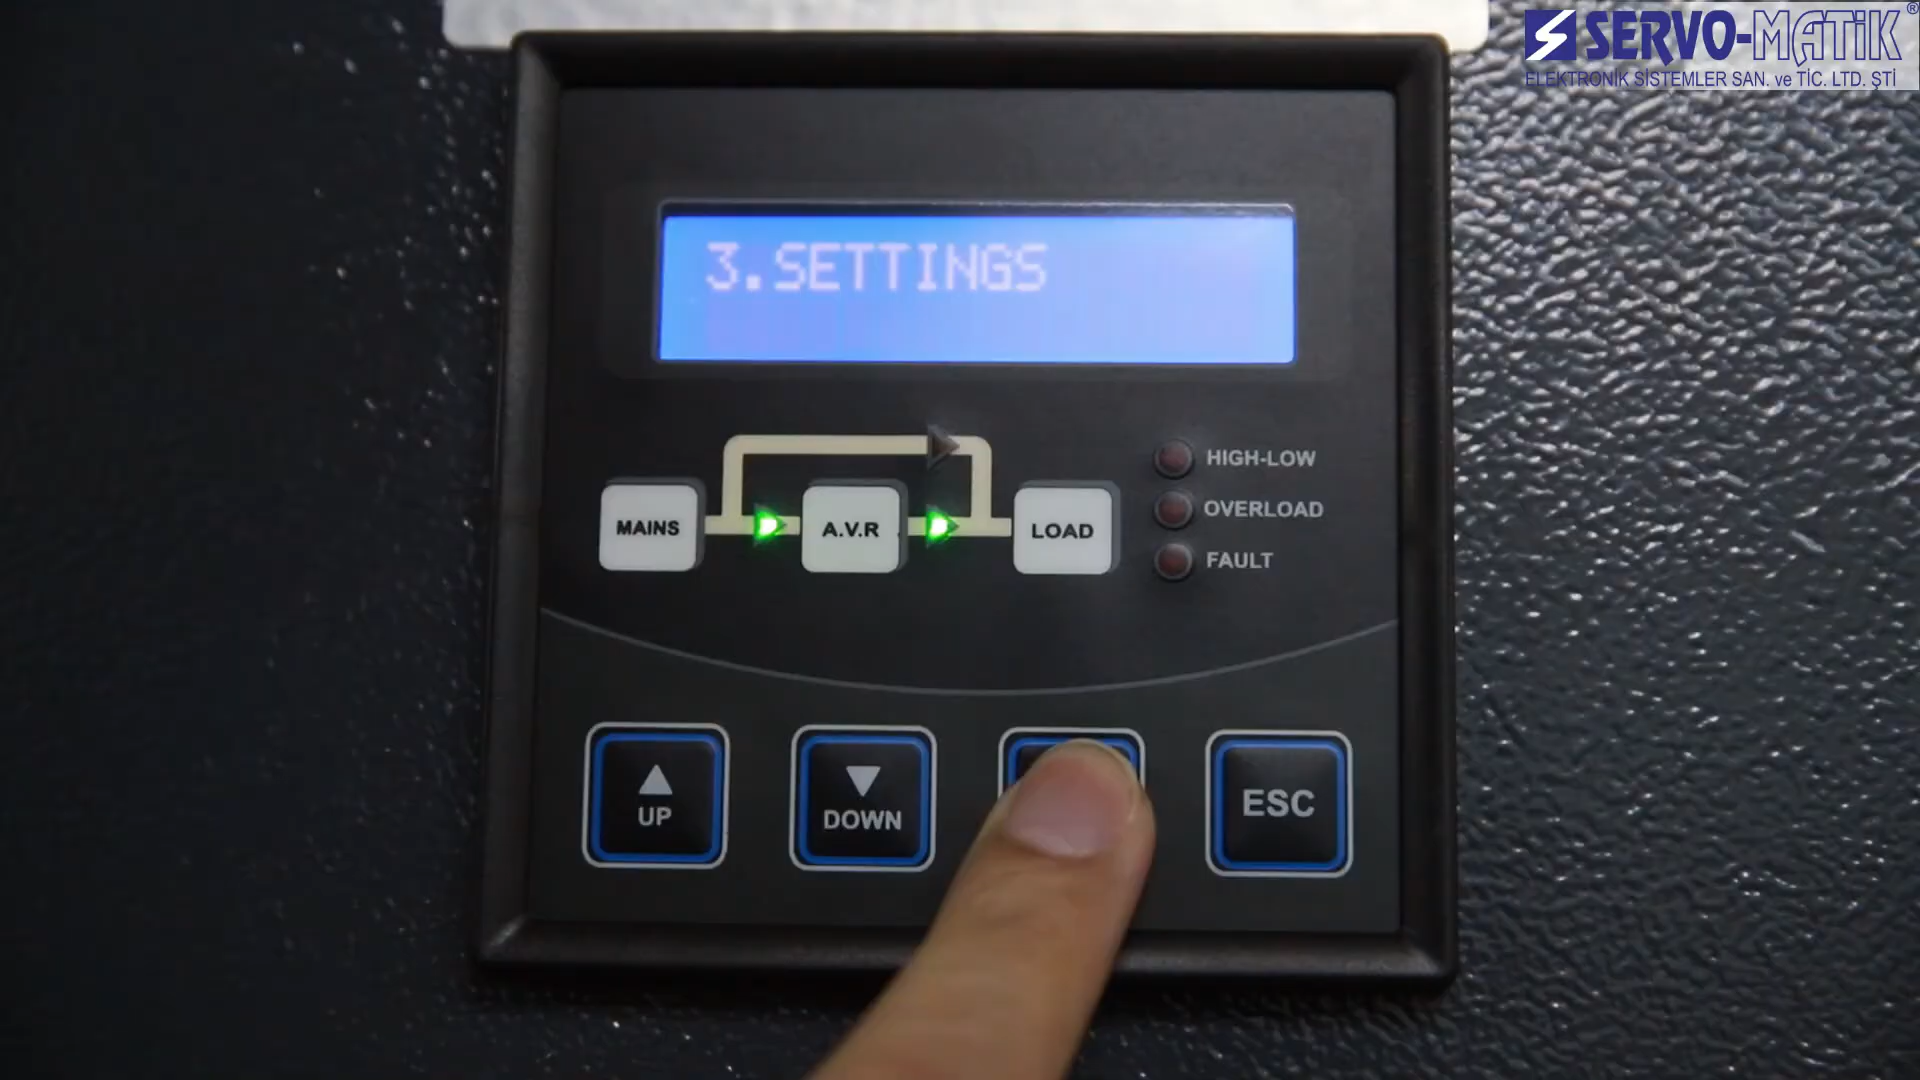 SERVO-MATİK®
ELEKTRONİK SİSTEMLER SAN. ve TİC. LTD. ŞTİ
3.SETTINGS
MAINS
A.V.R
LOAD
HIGH-LOW
OVERLOAD
FAULT
UP
DOWN
ESC